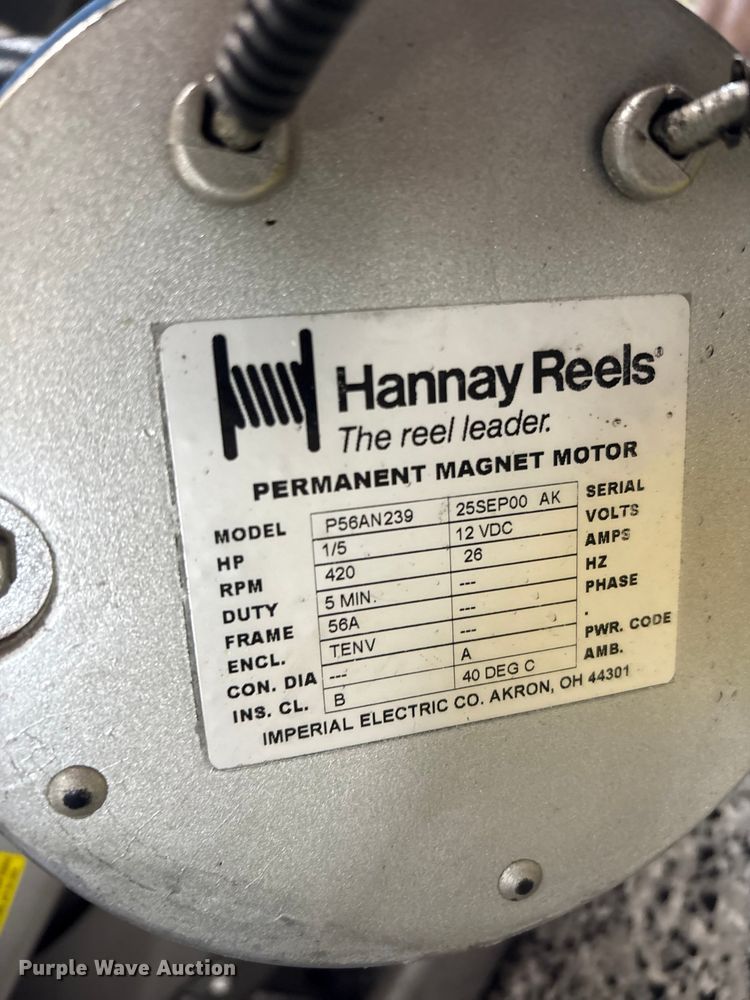 Hannay Reels®
The reel leader.
PERMANENT MAGNET MOTOR
MODEL P56AN239 25SEP00 AK SERIAL
HP 1/5 12 VDC VOLTS
RPM 420 26 AMPS
DUTY 5 MIN. --- HZ
FRAME 56A --- PHASE
ENCL. TENV --- .
CON. DIA --- A PWR. CODE
INS. CL. B 40 DEG C AMB.
IMPERIAL ELECTRIC CO. AKRON, OH 44301
Purple Wave Auction